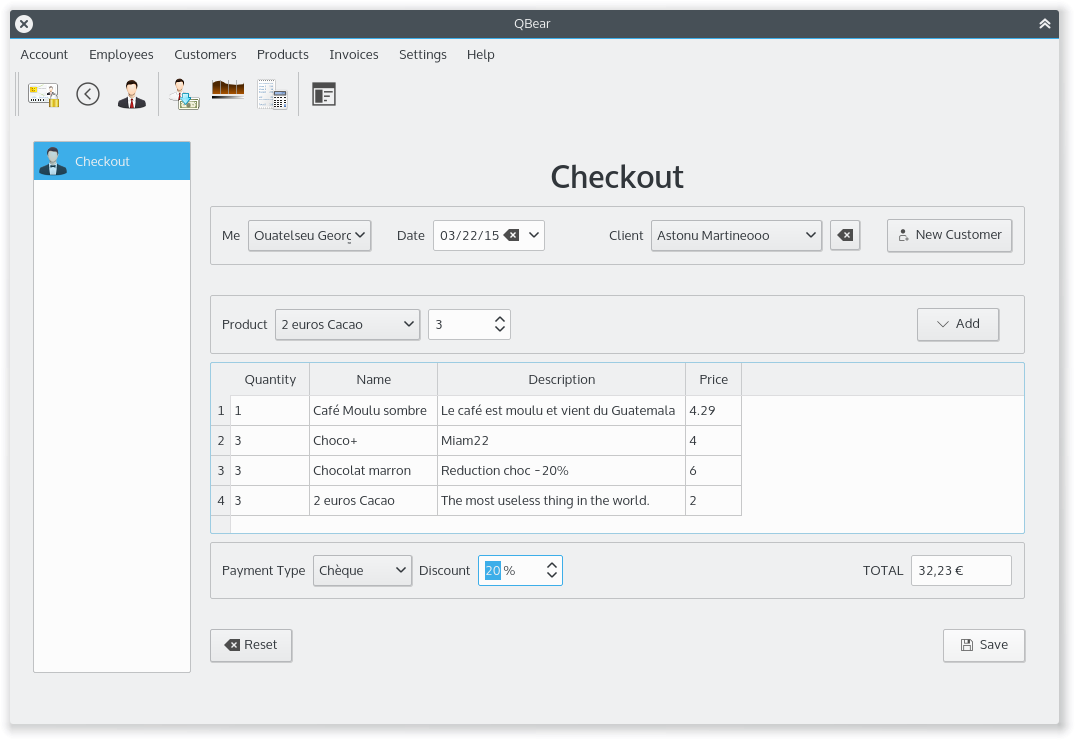 QBear
Account Employees Customers Products Invoices Settings Help
Checkout
Checkout
Me Ouatelseu Georg Date 03/22/15 Client Astonu Martineooo New Customer
Product 2 euros Cacao 3 Add
Quantity Name Description Price
1 1 Café Moulu sombre Le café est moulu et vient du Guatemala 4.29
2 3 Choco+ Miam22 4
3 3 Chocolat marron Reduction choc -20% 6
4 3 2 euros Cacao The most useless thing in the world. 2
Payment Type Chèque Discount 20 % TOTAL 32,23 €
Reset Save